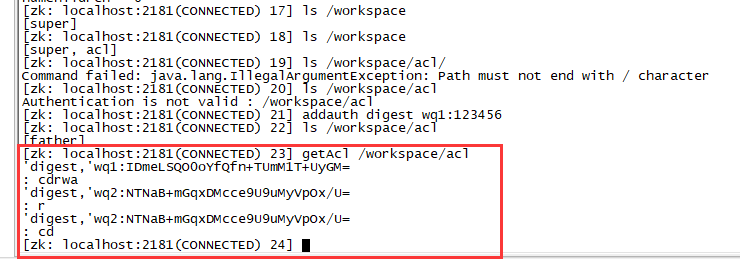 [zk: localhost:2181(CONNECTED) 17] ls /workspace
[super]
[zk: localhost:2181(CONNECTED) 18] ls /workspace
[super, acl]
[zk: localhost:2181(CONNECTED) 19] ls /workspace/acl/
Command failed: java.lang.IllegalArgumentException: Path must not end with / character
[zk: localhost:2181(CONNECTED) 20] ls /workspace/acl
Authentication is not valid : /workspace/acl
[zk: localhost:2181(CONNECTED) 21] addauth digest wq1:123456
[zk: localhost:2181(CONNECTED) 22] ls /workspace/acl
[father]
[zk: localhost:2181(CONNECTED) 23] getAcl /workspace/acl
'digest,'wq1:IDmeLSQO0oYfQfn+TUmM1T+UyGM=
: cdrwa
'digest,'wq2:NTNaB+mGqxDMcce9U9uMyVpOx/U=
: r
'digest,'wq2:NTNaB+mGqxDMcce9U9uMyVpOx/U=
: cd
[zk: localhost:2181(CONNECTED) 24]